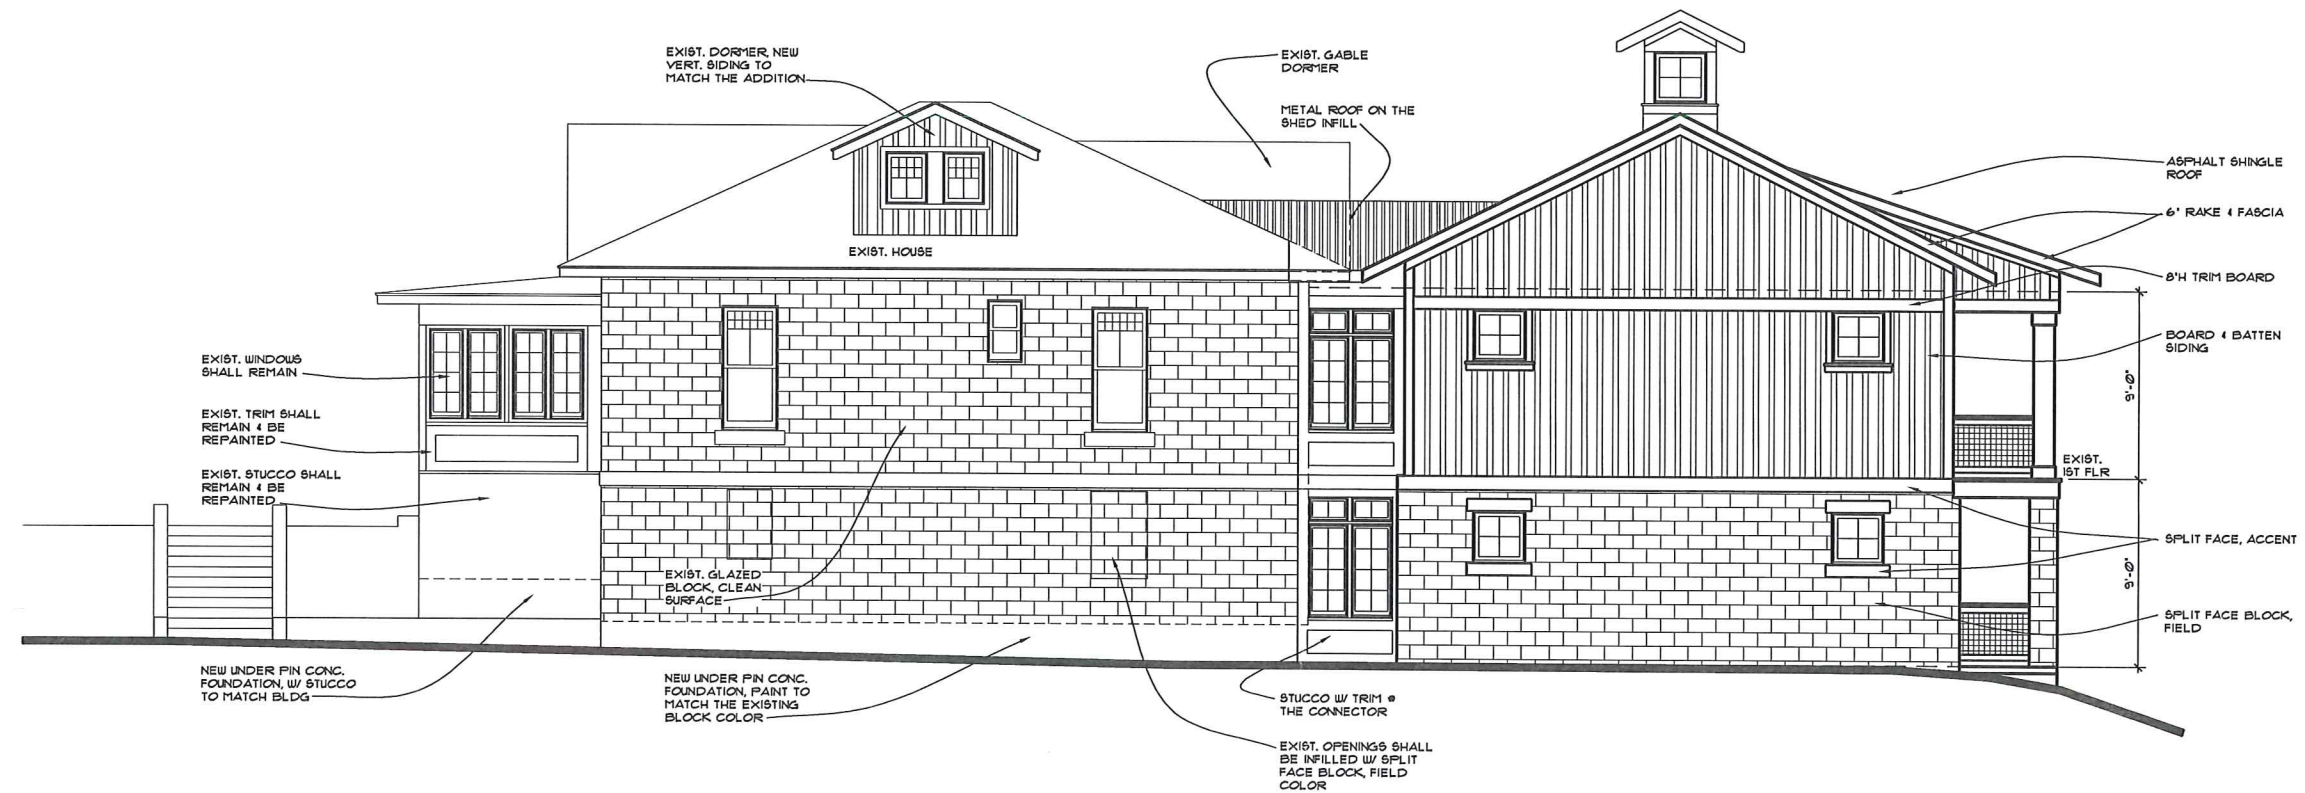 EXIST. DORMER, NEW
VERT. SIDING TO
MATCH THE ADDITION
EXIST. GABLE
DORMER
METAL ROOF ON THE
SHED INFILL
ASPHALT SHINGLE
ROOF
6" RAKE & FASCIA
8"H TRIM BOARD
BOARD & BATTEN
SIDING
EXIST. HOUSE
EXIST. WINDOWS
SHALL REMAIN
EXIST. TRIM SHALL
REMAIN & BE
REPAINTED
EXIST. STUCCO SHALL
REMAIN & BE
REPAINTED
9'-0"
EXIST.
1ST FLR
9'-0"
SPLIT FACE, ACCENT
SPLIT FACE BLOCK,
FIELD
EXIST. GLAZED
BLOCK, CLEAN
SURFACE
NEW UNDER PIN CONC.
FOUNDATION, W/ STUCCO
TO MATCH BLDG
NEW UNDER PIN CONC.
FOUNDATION, PAINT TO
MATCH THE EXISTING
BLOCK COLOR
STUCCO W/ TRIM @
THE CONNECTOR
EXIST. OPENINGS SHALL
BE INFILLED W/ SPLIT
FACE BLOCK, FIELD
COLOR